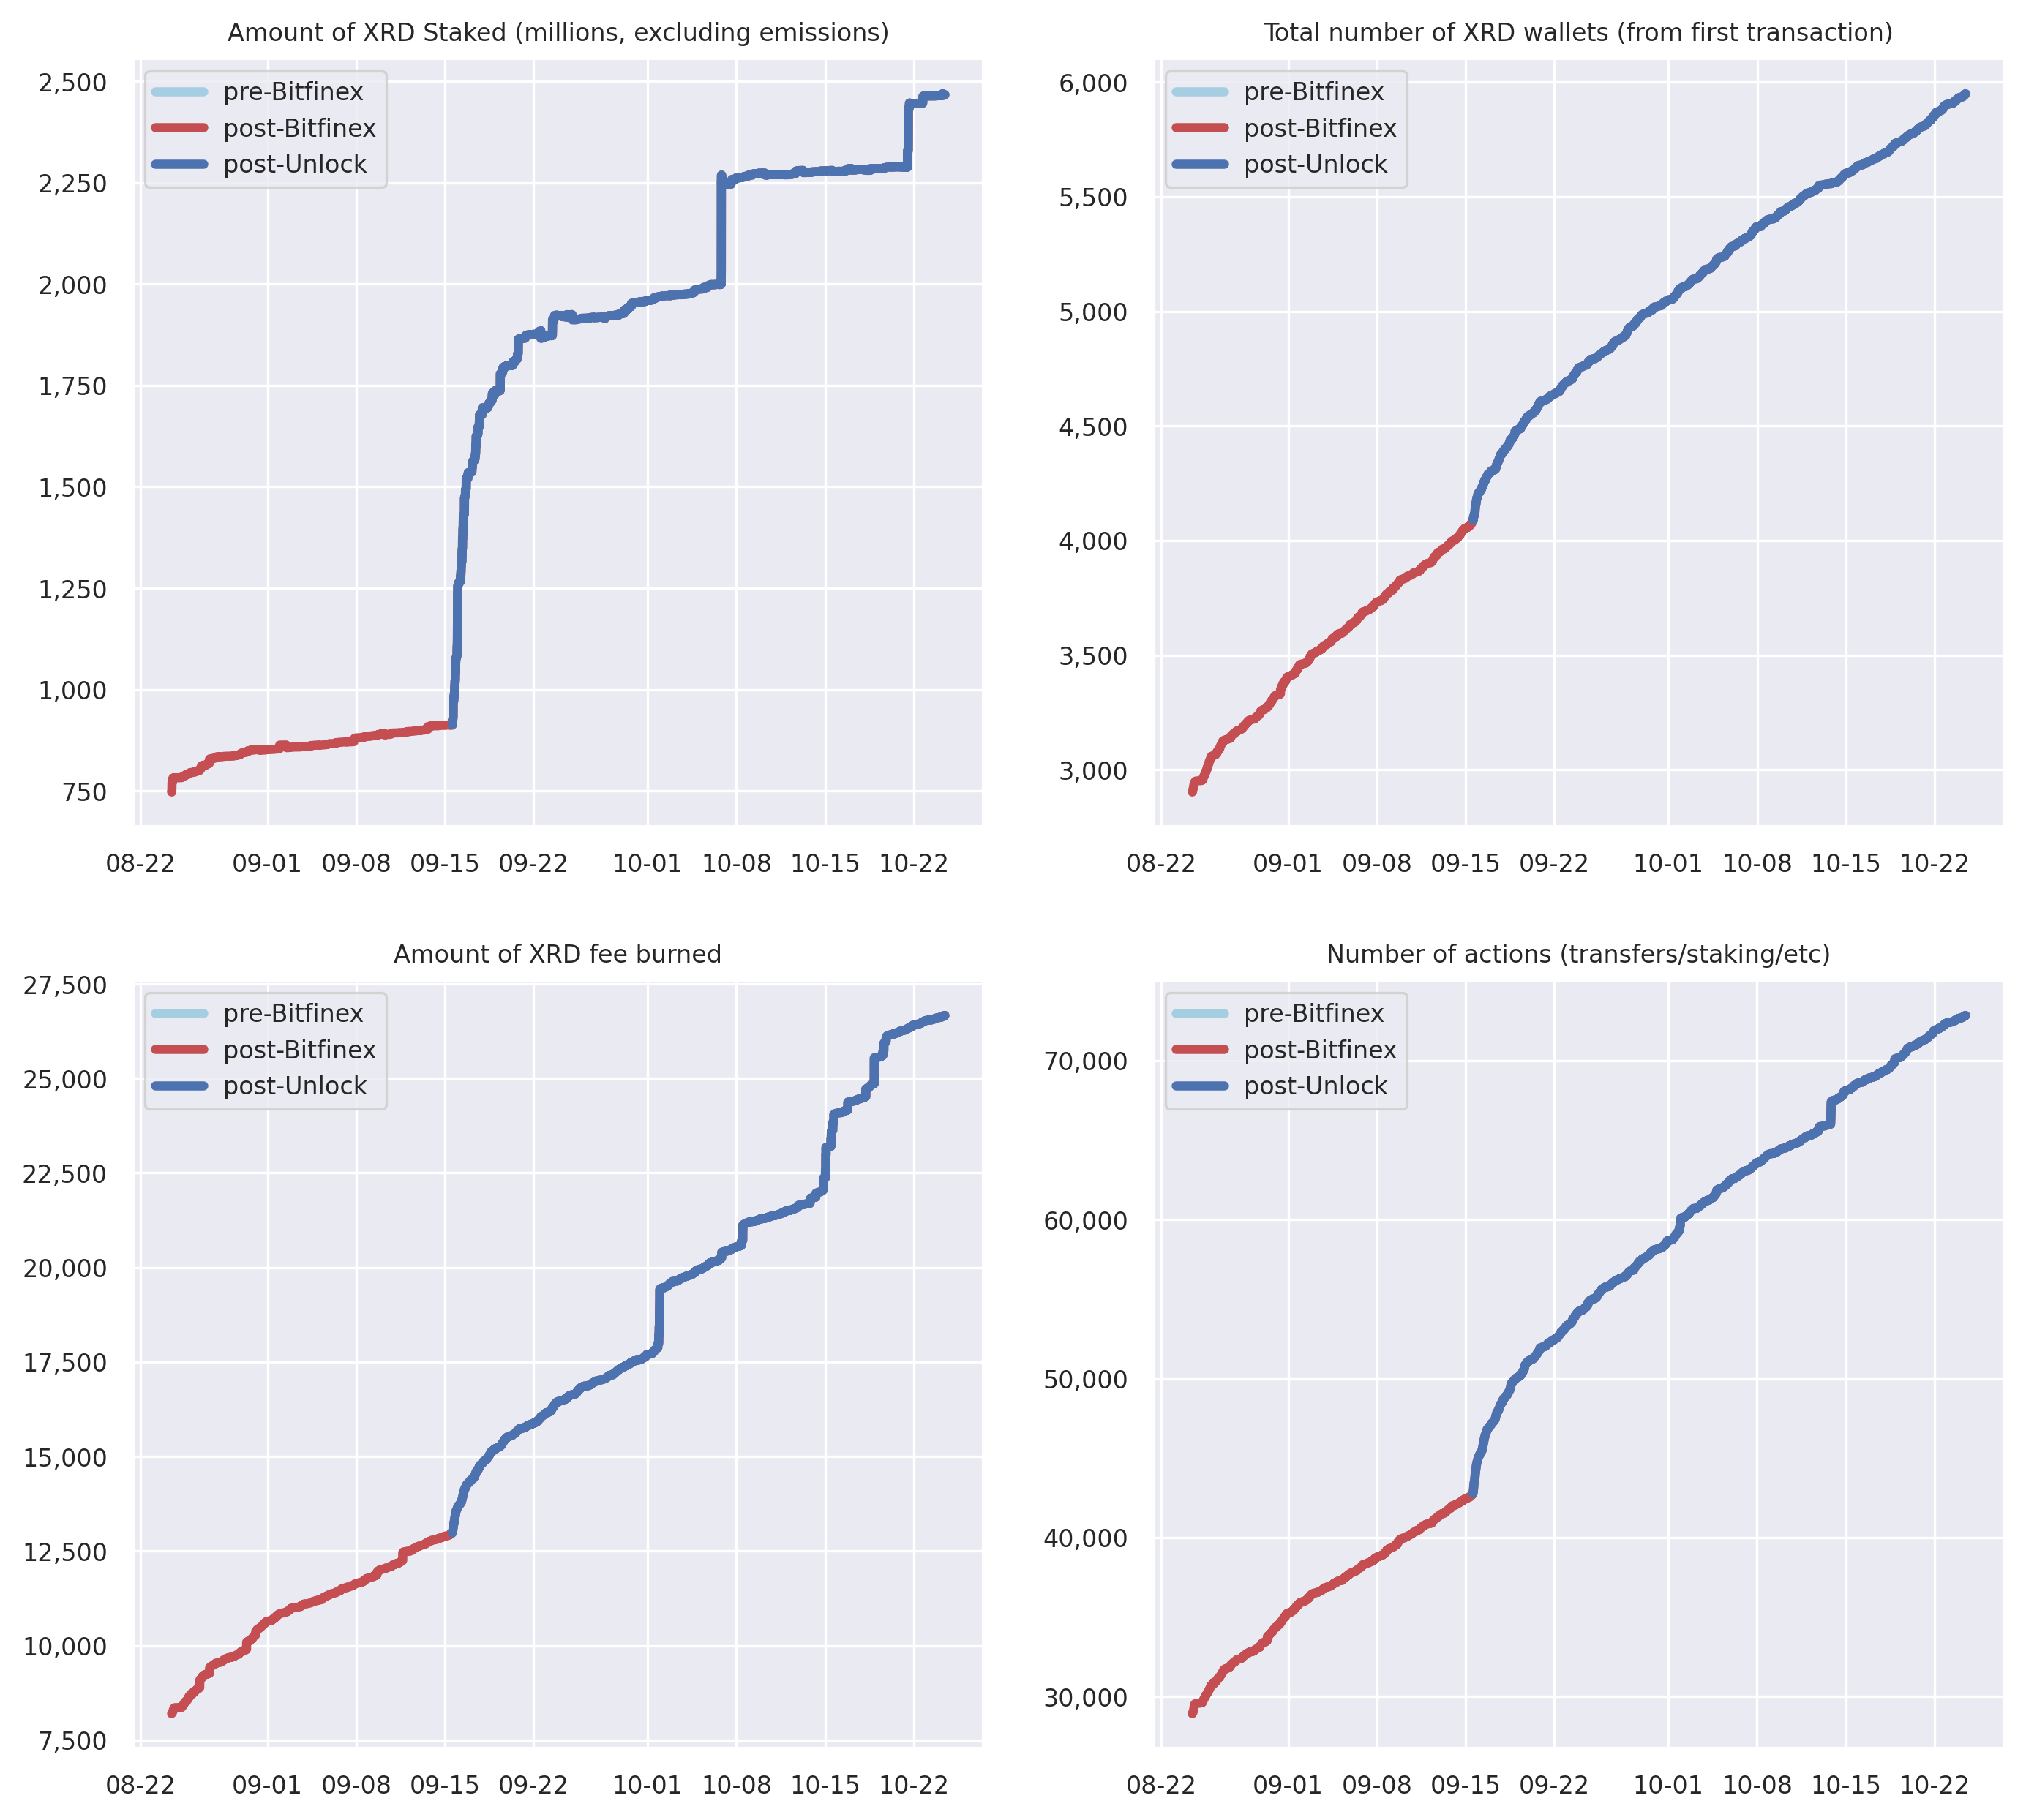 Amount of XRD Staked (millions, excluding emissions)
2,500
2,250
2,000
1,750
1,500
1,250
1,000
750
pre-Bitfinex
post-Bitfinex
post-Unlock
08-22 09-01 09-08 09-15 09-22 10-01 10-08 10-15 10-22
Total number of XRD wallets (from first transaction)
6,000
5,500
5,000
4,500
4,000
3,500
3,000
pre-Bitfinex
post-Bitfinex
post-Unlock
08-22 09-01 09-08 09-15 09-22 10-01 10-08 10-15 10-22
Amount of XRD fee burned
27,500
25,000
22,500
20,000
17,500
15,000
12,500
10,000
7,500
pre-Bitfinex
post-Bitfinex
post-Unlock
08-22 09-01 09-08 09-15 09-22 10-01 10-08 10-15 10-22
Number of actions (transfers/staking/etc)
70,000
60,000
50,000
40,000
30,000
pre-Bitfinex
post-Bitfinex
post-Unlock
08-22 09-01 09-08 09-15 09-22 10-01 10-08 10-15 10-22